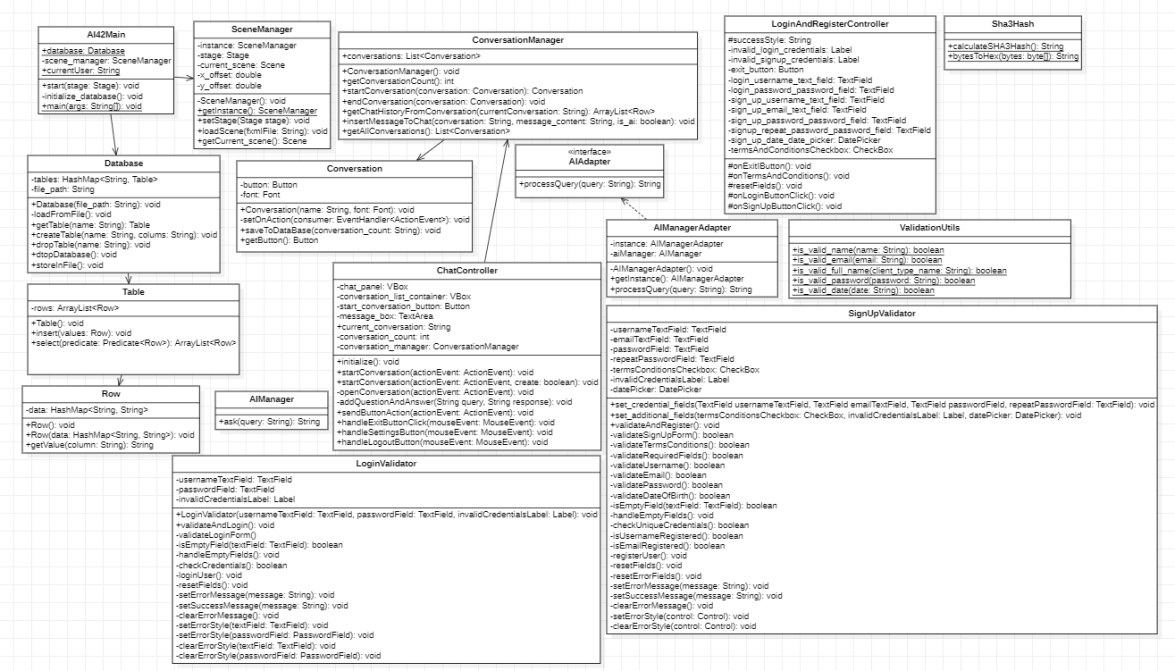 AI42Main
+database: Database
-scene_manager: SceneManager
+currentUser: String
+start(stage: Stage): void
-initialize_database(): void
+main(args: String[]): void
SceneManager
-instance: SceneManager
-stage: Stage
-current_scene: Scene
-x_offset: double
-y_offset: double
-SceneManager(): void
+getInstance(): SceneManager
+setStage(Stage stage): void
+loadScene(fxmlFile: String): void
+getCurrent_scene(): Scene
ConversationManager
+conversations: List<Conversation>
+ConversationManager(): void
+getConversationCount(): int
+startConversation(conversation: Conversation): Conversation
+endConversation(conversation: Conversation): void
+getChatHistoryFromConversation(currentConversation: String): ArrayList<Row>
+insertMessageToChat(conversation: String, message_content: String, is_ai: boolean): void
+getAllConversations(): List<Conversation>
LoginAndRegisterController
#successStyle: String
-invalid_login_credentials: Label
-invalid_signup_credentials: Label
-exit_button: Button
-login_username_text_field: TextField
-login_password_password_field: TextField
-sign_up_username_text_field: TextField
-sign_up_email_text_field: TextField
-sign_up_password_password_field: TextField
-signup_repeat_password_password_field: TextField
-sign_up_date_date_picker: DatePicker
-termsAndConditionsCheckbox: CheckBox
#onExitlButton(): void
#onTermsAndConditions(): void
#resetFields(): void
#onLoginButtonClick(): void
#onSignUpButtonClick(): void
Sha3Hash
+calculateSHA3Hash(): String
+bytesToHex(bytes: byte[]): String
Database
-tables: HashMap<String, Table>
-file_path: String
+Database(file_path: String): void
-loadFromFile(): void
+getTable(name: String): Table
+createTable(name: String, colums: String): void
+dropTable(name: String): void
+dtopDatabase(): void
+storeInFile(): void
Conversation
-button: Button
-font: Font
+Conversation(name: String, font: Font): void
-setOnAction(consumer: EventHandler<ActionEvent>): void
+saveToDataBase(conversation_count: String): void
+getButton(): Button
«interface»
AIAdapter
+processQuery(query: String): String
AIManagerAdapter
-instance: AIManagerAdapter
-aiManager: AIManager
-AIManagerAdapter(): void
+getInstance(): AIManagerAdapter
+processQuery(query: String): String
ValidationUtils
+is_valid_name(name: String): boolean
+is_valid_email(email: String): boolean
+is_valid_full_name(client_type_name: String): boolean
+is_valid_password(password: String): boolean
+is_valid_date(date: String): boolean
Table
-rows: ArrayList<Row>
+Table(): void
+insert(values: Row): void
+select(predicate: Predicate<Row>): ArrayList<Row>
ChatController
-chat_panel: VBox
-conversation_list_container: VBox
-start_conversation_button: Button
-message_box: TextArea
+current_conversation: String
-conversation_count: int
-conversation_manager: ConversationManager
+initialize(): void
+startConversation(actionEvent: ActionEvent): void
+startConversation(actionEvent: ActionEvent, create: boolean): void
-openConversation(actionEvent: ActionEvent): void
-addQuestionAndAnswer(String query, String response): void
+sendButtonAction(actionEvent: ActionEvent): void
+handleExitButtonClick(mouseEvent: MouseEvent): void
+handleSettingsButton(mouseEvent: MouseEvent): void
+handleLogoutButton(mouseEvent: MouseEvent): void
Row
-data: HashMap<String, String>
+Row(): void
+Row(data: HashMap<String, String>): void
+getValue(column: String): String
AIManager
+ask(query: String): String
SignUpValidator
-usernameTextField: TextField
-emailTextField: TextField
-passwordField: TextField
-repeatPasswordField: TextField
-termsConditionsCheckbox: CheckBox
-invalidCredentialsLabel: Label
-datePicker: DatePicker
+set_credential_fields(TextField usernameTextField, TextField emailTextField, TextField passwordField, repeatPasswordField: TextField): void
+set_additional_fields(termsConditionsCheckbox: CheckBox, invalidCredentialsLabel: Label, datePicker: DatePicker): void
+validateAndRegister(): void
-validateSignUpForm(): boolean
-validateTermsConditions(): boolean
-validateRequiredFields(): boolean
-validateUsername(): boolean
-validateEmail(): boolean
-validatePassword(): boolean
-validateDateOfBirth(): boolean
-isEmptyField(textField: TextField): boolean
-handleEmptyFields(): void
-checkUniqueCredentials(): boolean
-isUsernameRegistered(): boolean
-isEmailRegistered(): boolean
-registerUser(): void
-resetFields(): void
-resetErrorFields(): void
-setErrorMessage(message: String): void
-setSuccessMessage(message: String): void
-clearErrorMessage(): void
-setErrorStyle(control: Control): void
-clearErrorStyle(control: Control): void
LoginValidator
-usernameTextField: TextField
-passwordField: TextField
-invalidCredentialsLabel: Label
+LoginValidator(usernameTextField: TextField, passwordField: TextField, invalidCredentialsLabel: Label): void
+validateAndLogin(): void
-validateLoginForm()
-isEmptyField(textField: TextField): boolean
-handleEmptyFields(): void
-checkCredentials(): boolean
-loginUser(): void
-resetFields(): void
-setErrorMessage(message: String): void
-setSuccessMessage(message: String): void
-clearErrorMessage(): void
-setErrorStyle(textField: TextField): void
-setErrorStyle(passwordField: PasswordField): void
-clearErrorStyle(textField: TextField): void
-clearErrorStyle(passwordField: PasswordField): void